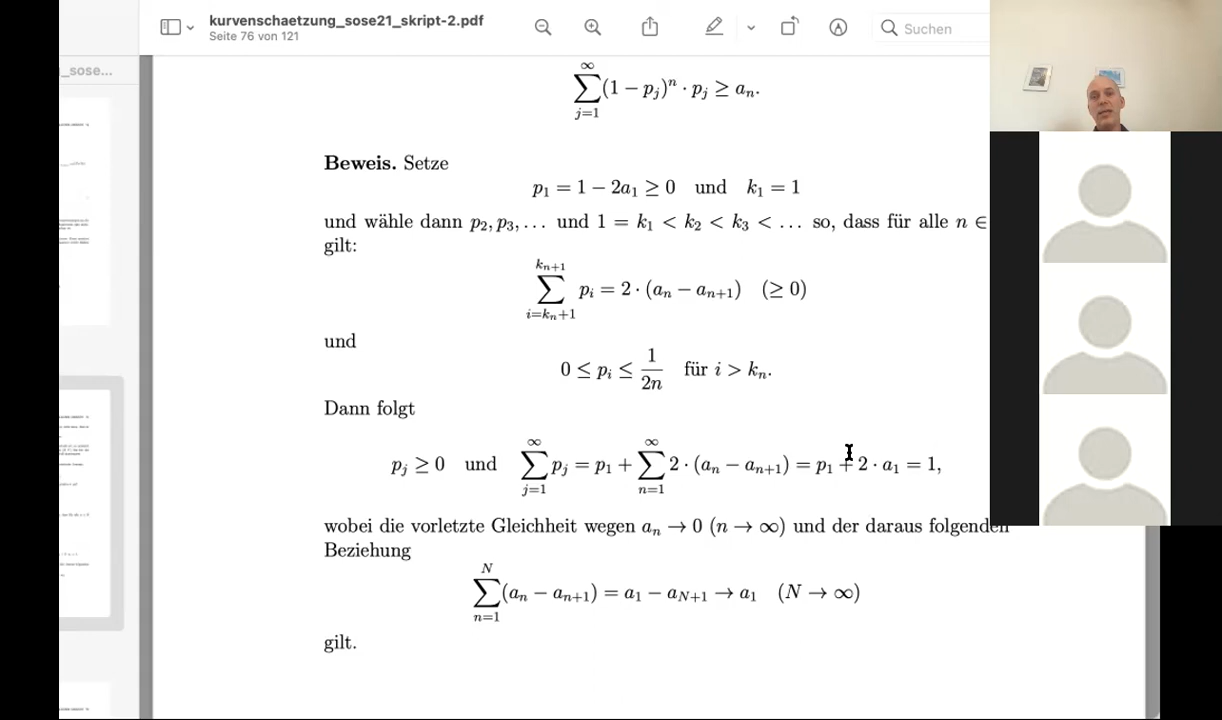 kurvenschaetzung_sose21_skript-2.pdf
Seite 76 von 121
Suchen
_sose...
∑_{j=1}^{∞} (1 − p_j)^n · p_j ≥ a_n.
Beweis. Setze
p_1 = 1 − 2a_1 ≥ 0 und k_1 = 1
und wähle dann p_2, p_3, … und 1 = k_1 < k_2 < k_3 < … so, dass für alle n ∈
gilt:
∑_{i=k_n+1}^{k_{n+1}} p_i = 2 · (a_n − a_{n+1}) (≥ 0)
und
0 ≤ p_i ≤ 1/2n für i > k_n.
Dann folgt
p_j ≥ 0 und ∑_{j=1}^{∞} p_j = p_1 + ∑_{n=1}^{∞} 2 · (a_n − a_{n+1}) = p_1 + 2 · a_1 = 1,
wobei die vorletzte Gleichheit wegen a_n → 0 (n → ∞) und der daraus folgenden
Beziehung
∑_{n=1}^{N} (a_n − a_{n+1}) = a_1 − a_{N+1} → a_1 (N → ∞)
gilt.